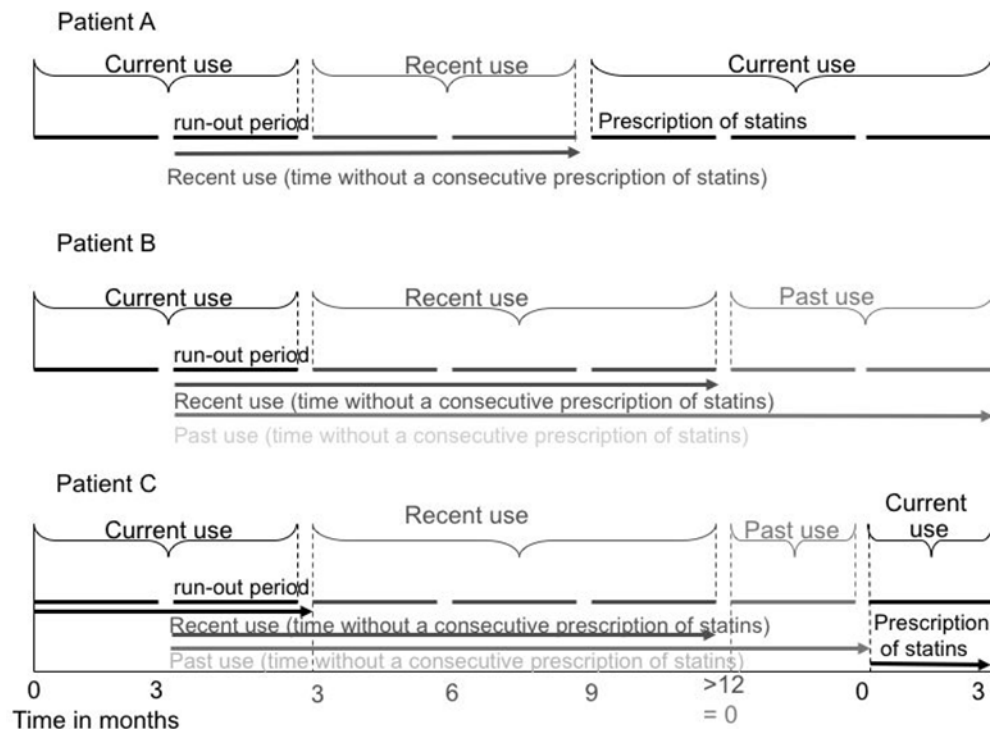 Patient A
Current use Recent use Current use
run-out period Prescription of statins
Recent use (time without a consecutive prescription of statins)
Patient B
Current use Recent use Past use
run-out period
Recent use (time without a consecutive prescription of statins)
Past use (time without a consecutive prescription of statins)
Patient C
Current use Recent use Past use Current
use
run-out period
Recent use (time without a consecutive prescription of statins)
Prescription
of statins
Past use (time without a consecutive prescription of statins)
0 3 3 6 9 >12 0 3
Time in months = 0